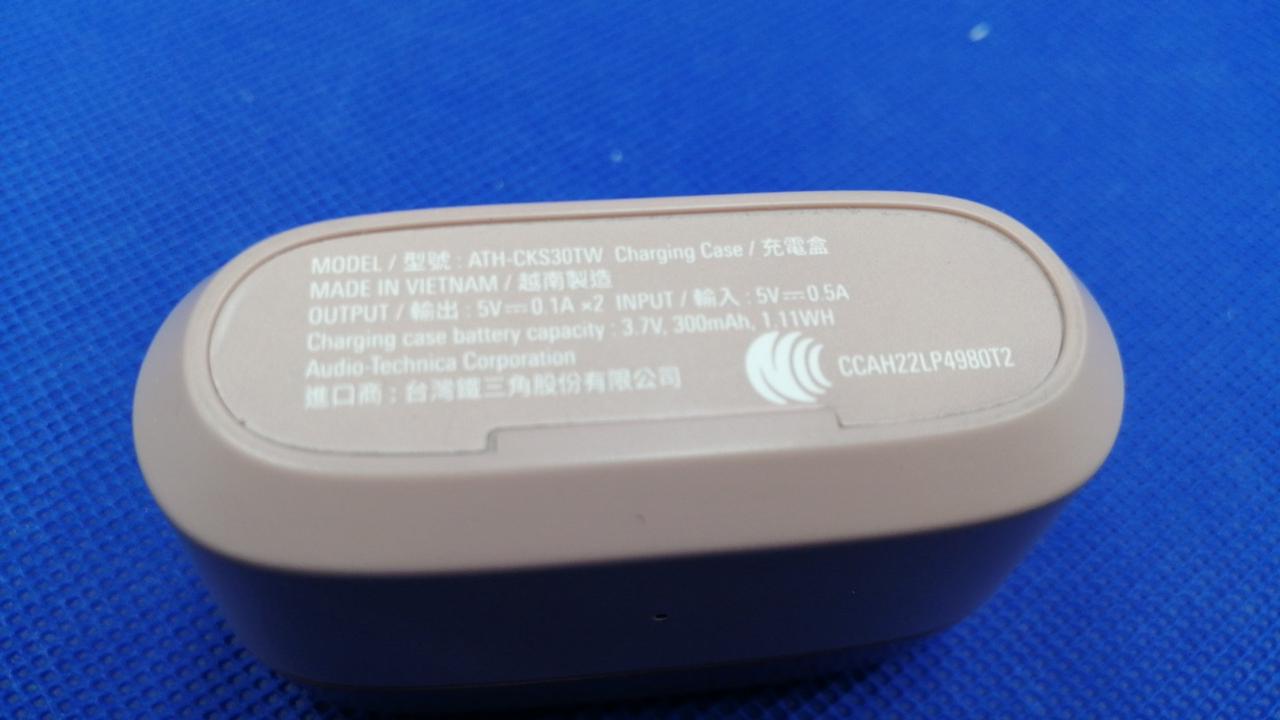 MODEL / 型號 : ATH-CKS30TW Charging Case / 充電盒
MADE IN VIETNAM / 越南製造
OUTPUT / 輸出 : 5V⎓0.1A ×2 INPUT / 輸入 : 5V⎓0.5A
Charging case battery capacity : 3.7V, 300mAh, 1.11WH
Audio-Technica Corporation
進口商 : 台灣鐵三角股份有限公司
CCAH22LP4980T2